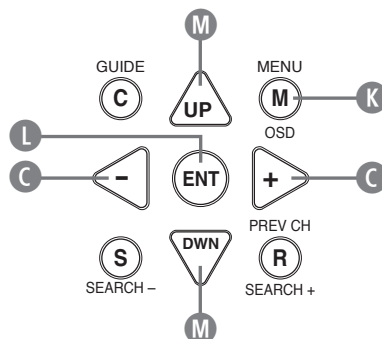 M
GUIDE
MENU
C
UP
M
K
OSD
L
C
-
ENT
+
C
PREV CH
S
DWN
R
SEARCH –
SEARCH +
M